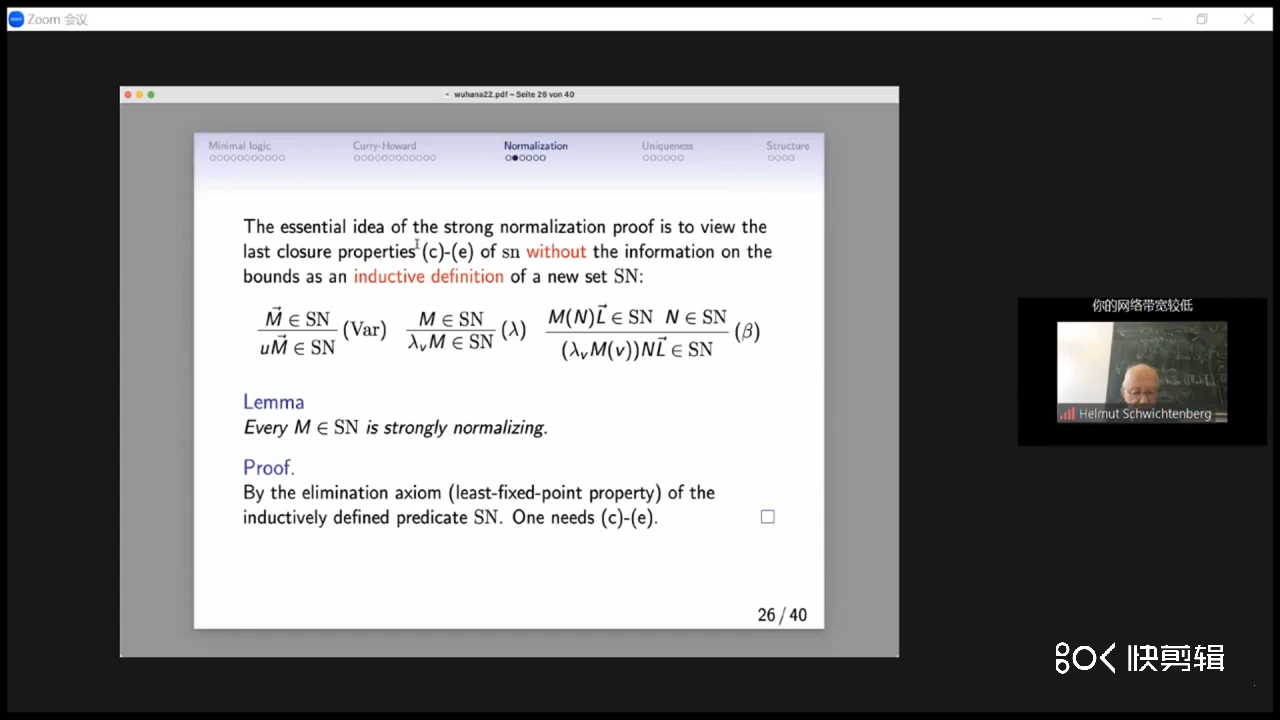 Zoom 会议
wuhana22.pdf – Seite 26 von 40
Minimal logic Curry-Howard Normalization Uniqueness Structure
The essential idea of the strong normalization proof is to view the
last closure properties (c)-(e) of sn without the information on the
bounds as an inductive definition of a new set SN:
M⃗ ∈ SN / uM⃗ ∈ SN (Var) M ∈ SN / λᵥM ∈ SN (λ) M(N)L⃗ ∈ SN N ∈ SN / (λᵥM(v))NL⃗ ∈ SN (β)
Lemma
Every M ∈ SN is strongly normalizing.
Proof.
By the elimination axiom (least-fixed-point property) of the
inductively defined predicate SN. One needs (c)-(e). □
26 / 40
你的网络带宽较低
Helmut Schwichtenberg
快剪辑